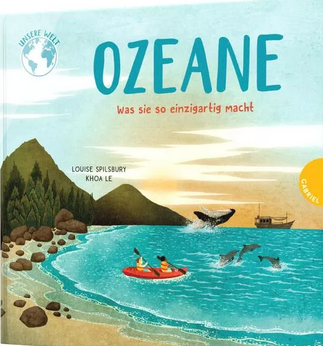 UNSERE WELT
OZEANE
Was sie so einzigartig macht
LOUISE SPILSBURY
KHOA LE
GABRIEL